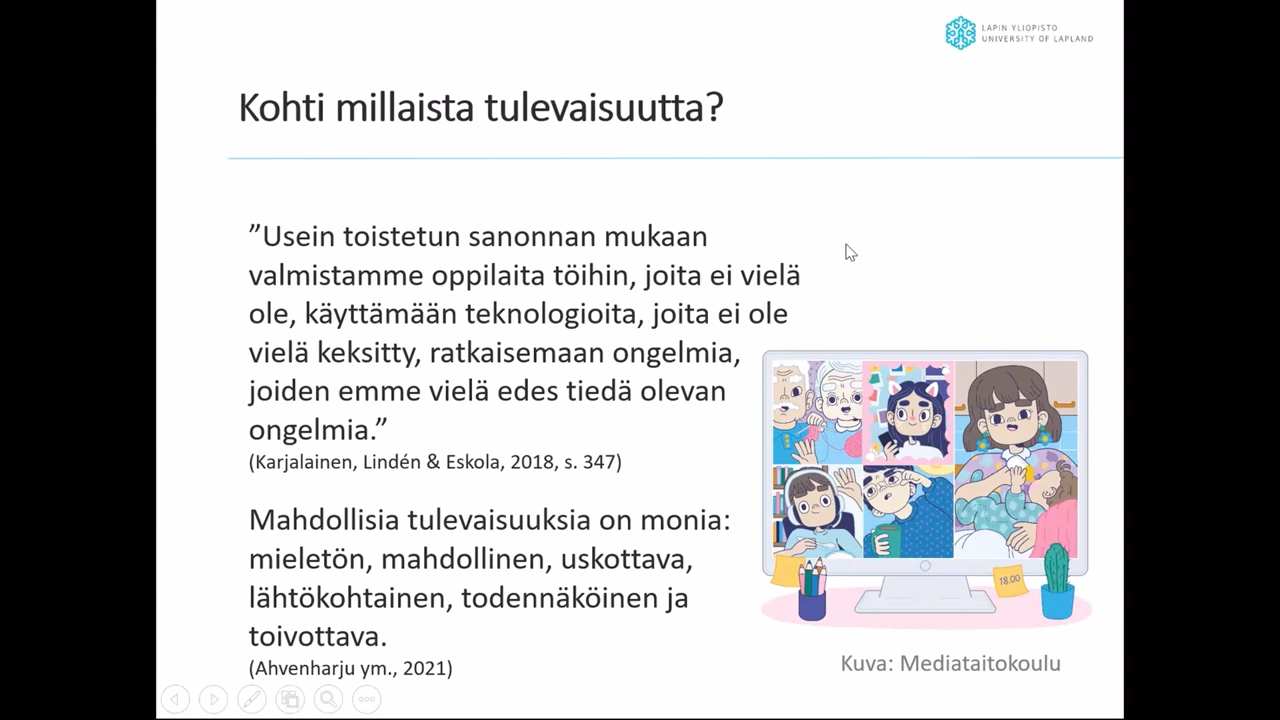 LAPIN YLIOPISTO
UNIVERSITY OF LAPLAND
Kohti millaista tulevaisuutta?
”Usein toistetun sanonnan mukaan
valmistamme oppilaita töihin, joita ei vielä
ole, käyttämään teknologioita, joita ei ole
vielä keksitty, ratkaisemaan ongelmia,
joiden emme vielä edes tiedä olevan
ongelmia.”
(Karjalainen, Lindén & Eskola, 2018, s. 347)
Mahdollisia tulevaisuuksia on monia:
mieletön, mahdollinen, uskottava,
lähtökohtainen, todennäköinen ja
toivottava.
(Ahvenharju ym., 2021)
18.00
Kuva: Mediataitokoulu